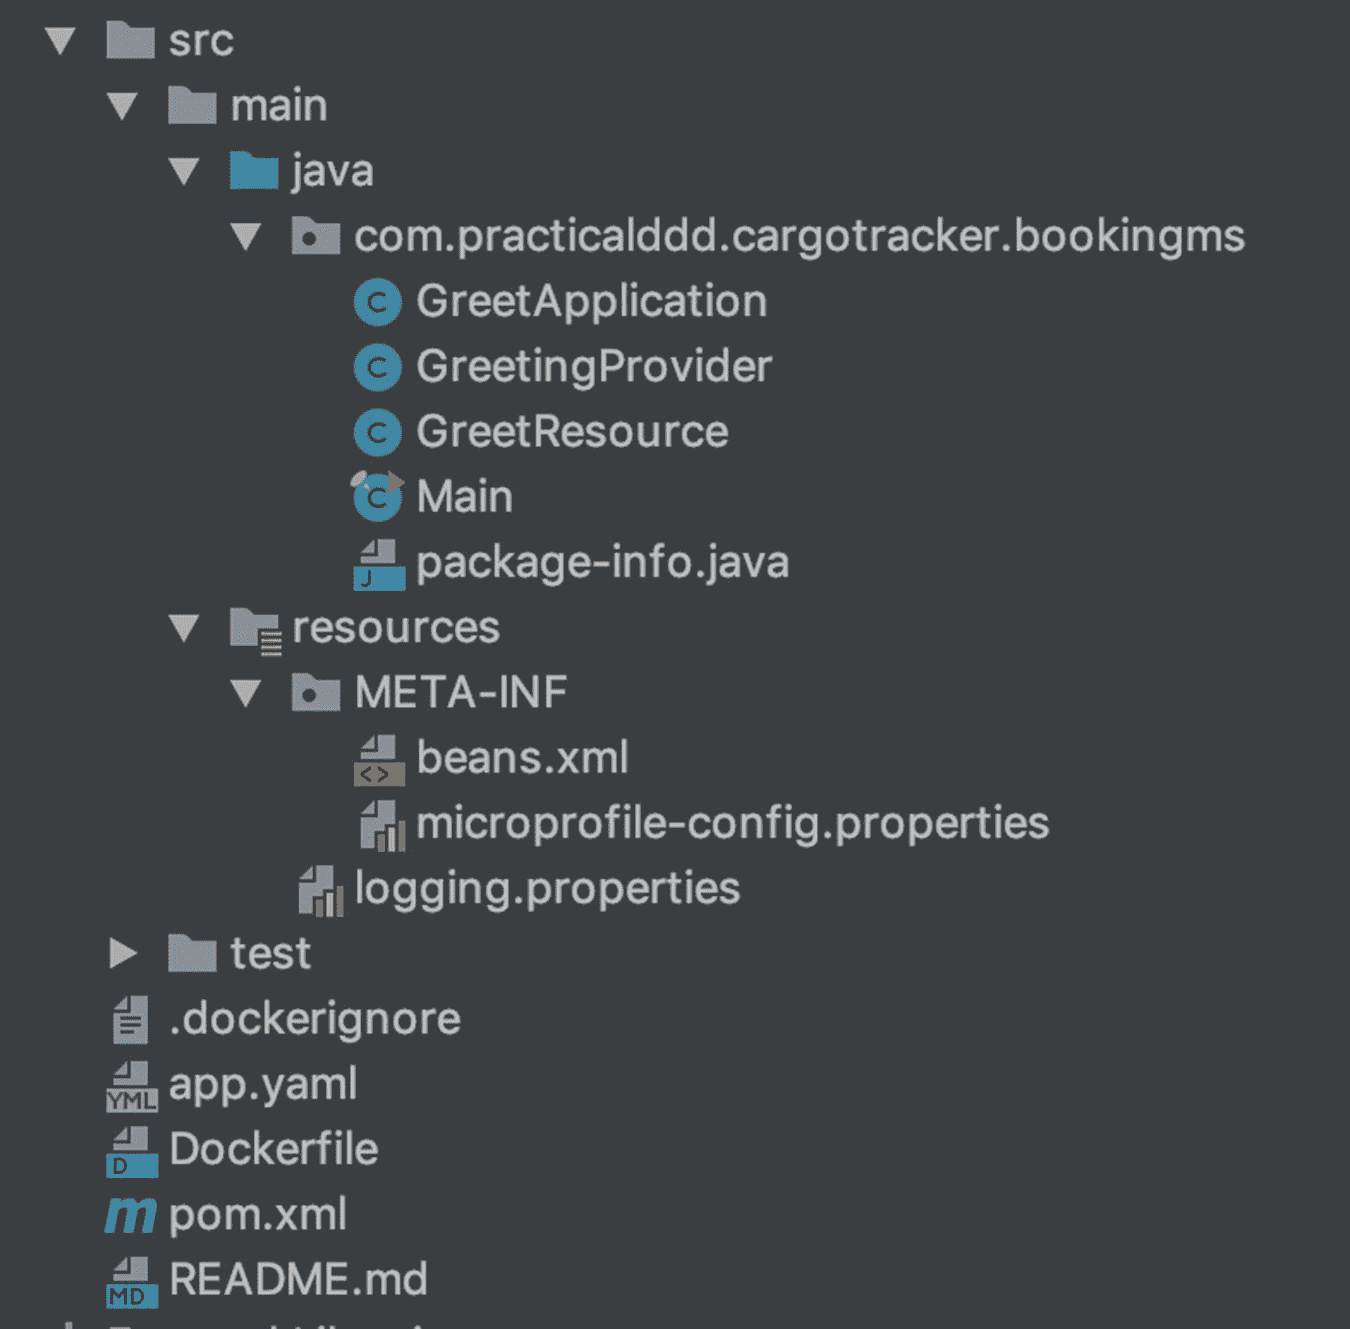 src
main
java
com.practicalddd.cargotracker.bookingms
C GreetApplication
C GreetingProvider
C GreetResource
C Main
J package-info.java
resources
META-INF
<> beans.xml
microprofile-config.properties
logging.properties
test
.dockerignore
YML app.yaml
D Dockerfile
m pom.xml
MD README.md